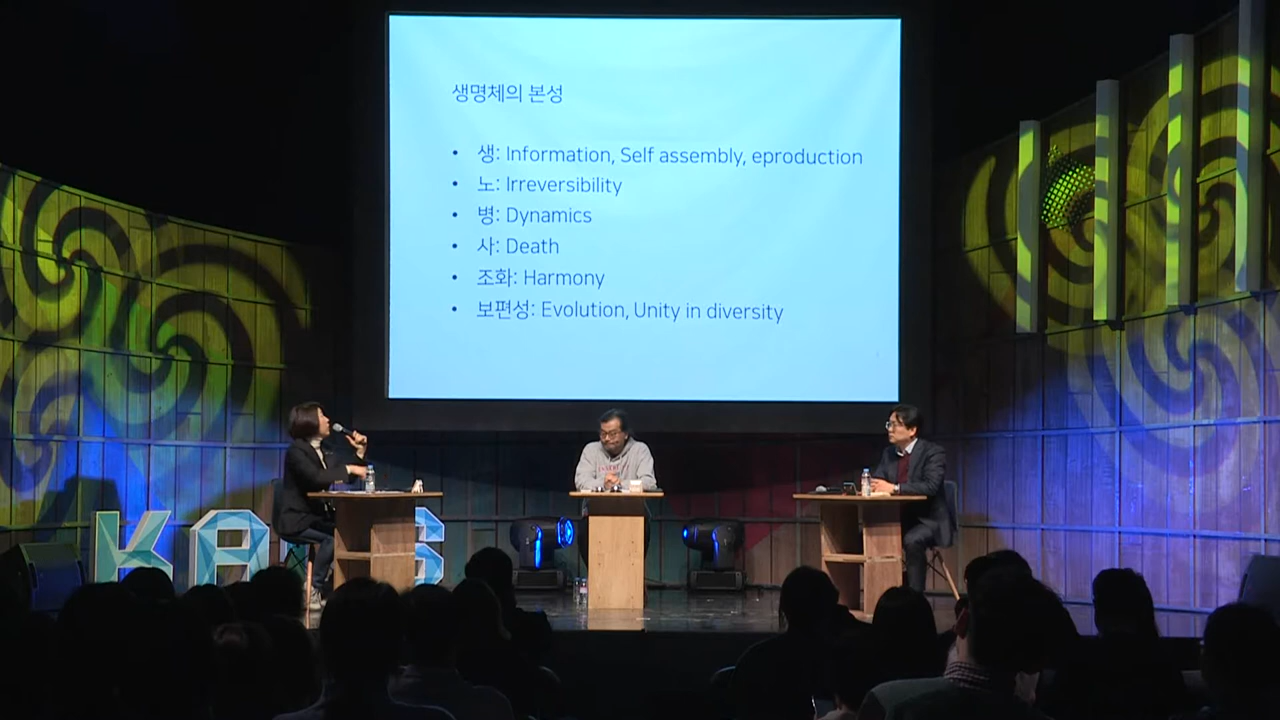 생명체의 본성
• 생: Information, Self assembly, eproduction
• 노: Irreversibility
• 병: Dynamics
• 사: Death
• 조화: Harmony
• 보편성: Evolution, Unity in diversity
KA S